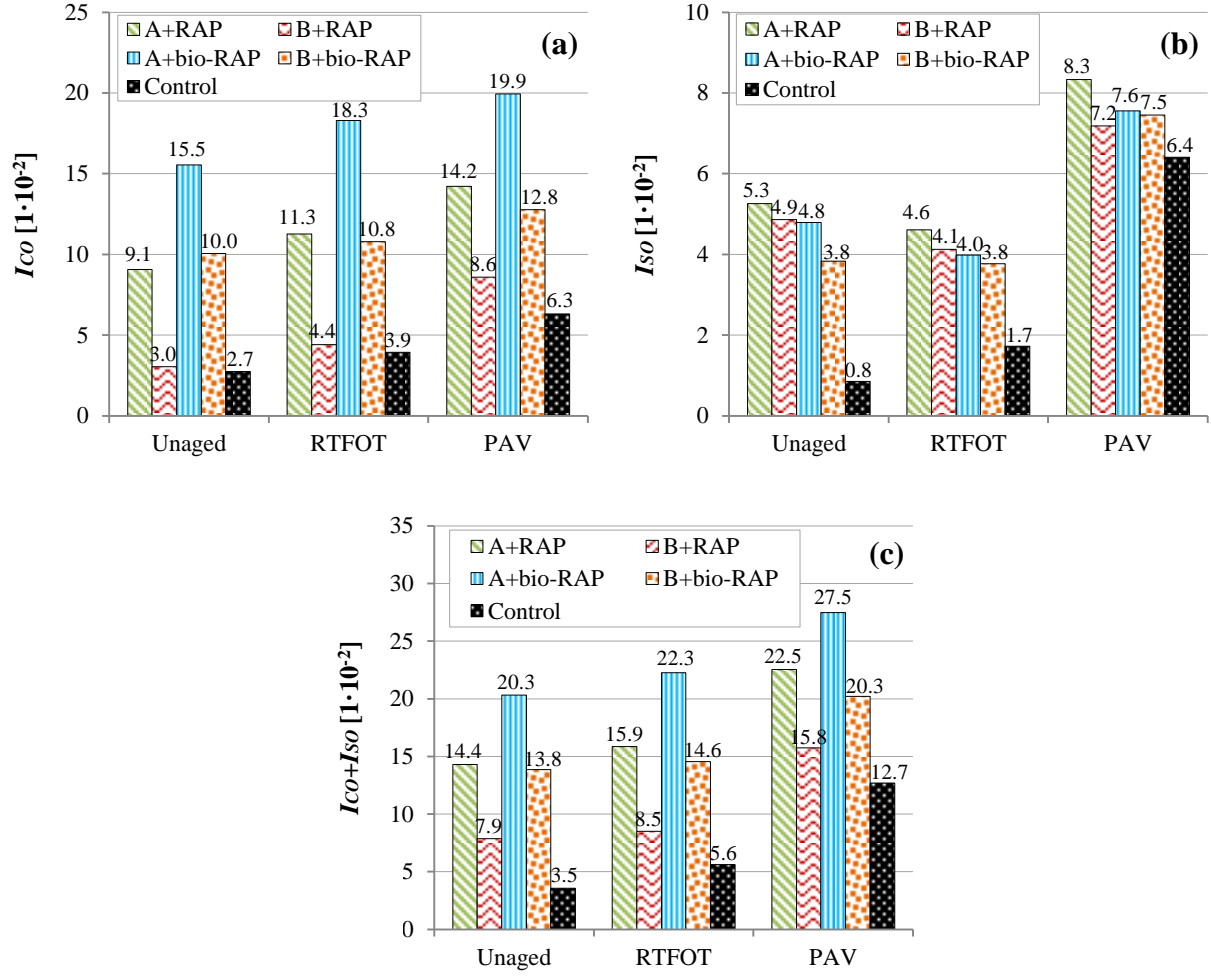 25
20
15
10
5
0
Ico [1·10-2]
A+RAP B+RAP
A+bio-RAP B+bio-RAP
Control
(a)
9.1 3.0 15.5 10.0 2.7
11.3 4.4 18.3 10.8 3.9
14.2 8.6 19.9 12.8 6.3
Unaged RTFOT PAV
10
8
6
4
2
0
Iso [1·10-2]
A+RAP B+RAP
A+bio-RAP B+bio-RAP
Control
(b)
5.3 4.9 4.8 3.8 0.8
4.6 4.1 4.0 3.8 1.7
8.3 7.2 7.6 7.5 6.4
Unaged RTFOT PAV
35
30
25
20
15
10
5
0
Ico+Iso [1·10-2]
A+RAP B+RAP
A+bio-RAP B+bio-RAP
Control
(c)
14.4 7.9 20.3 13.8 3.5
15.9 8.5 22.3 14.6 5.6
22.5 15.8 27.5 20.3 12.7
Unaged RTFOT PAV